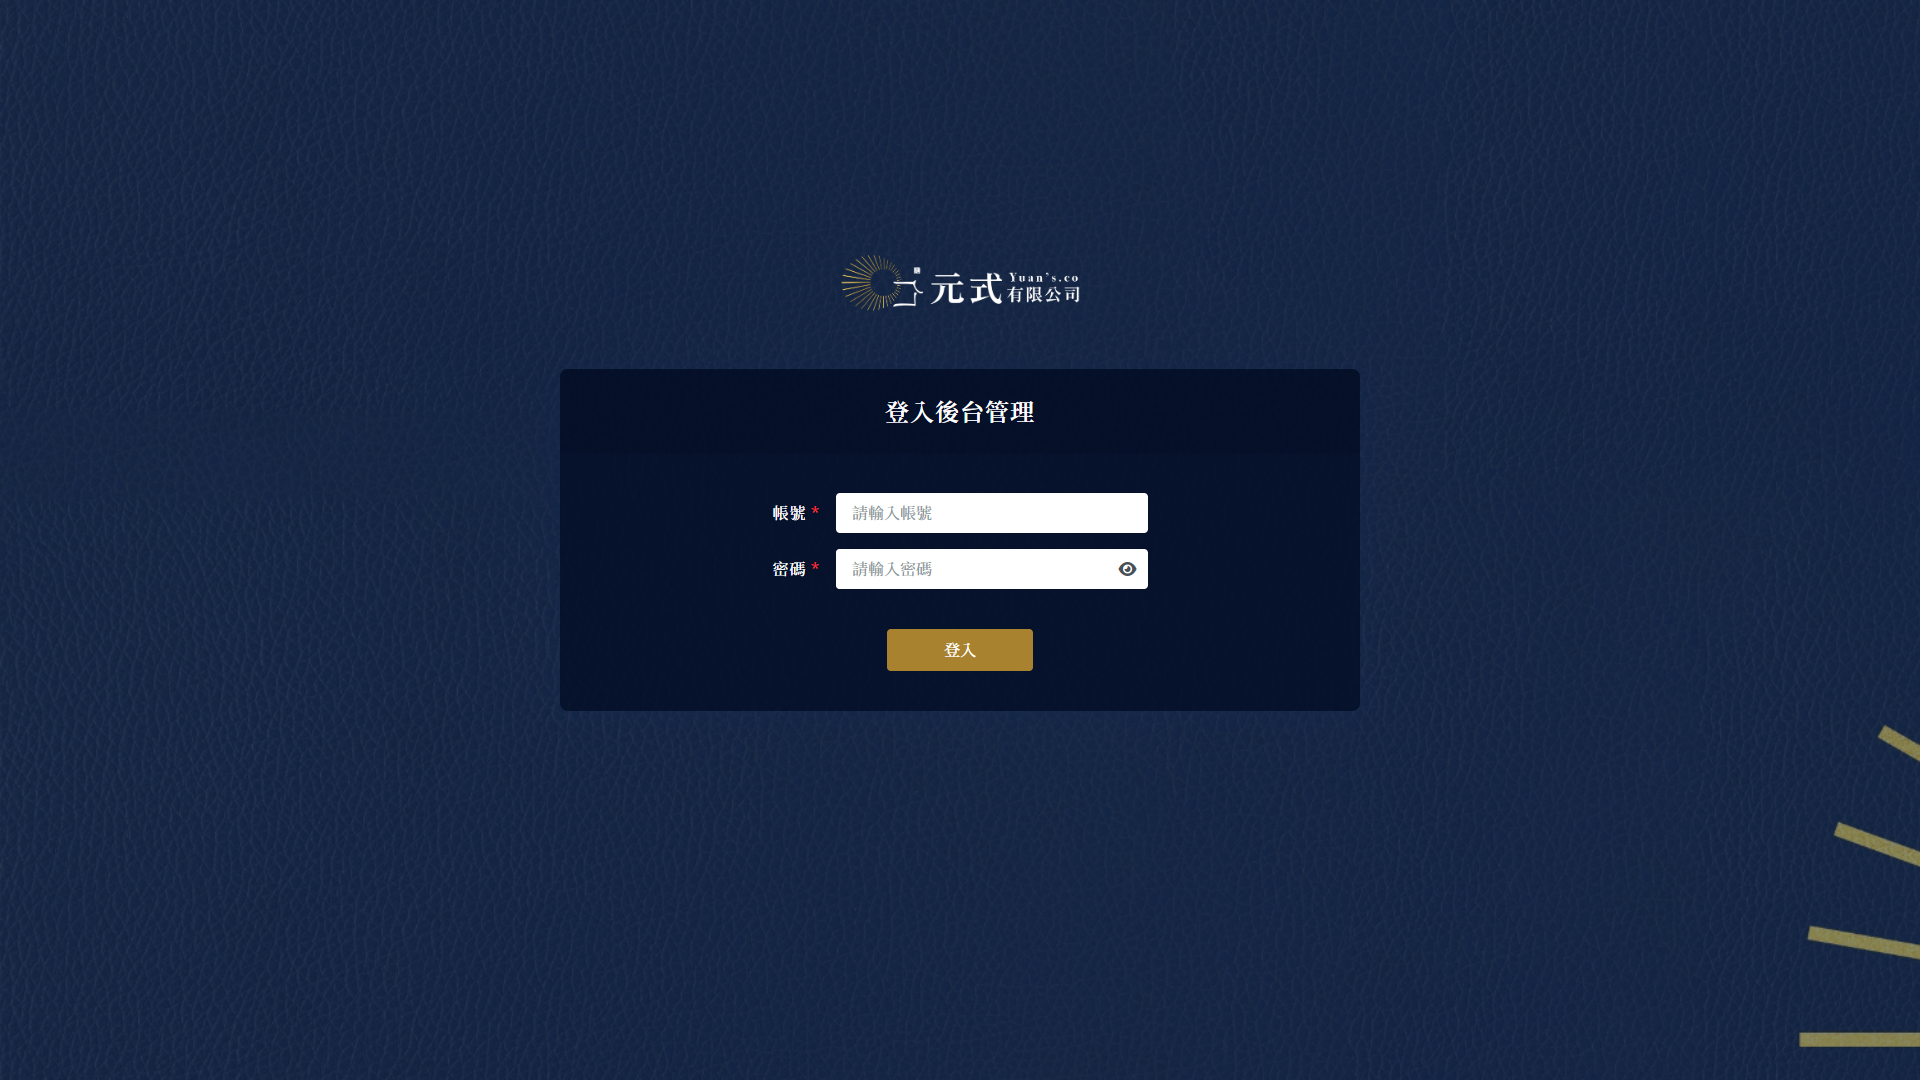 元式
Yuan's.co
有限公司
登入後台管理
帳號 *
請輸入帳號
密碼 *
請輸入密碼
登入